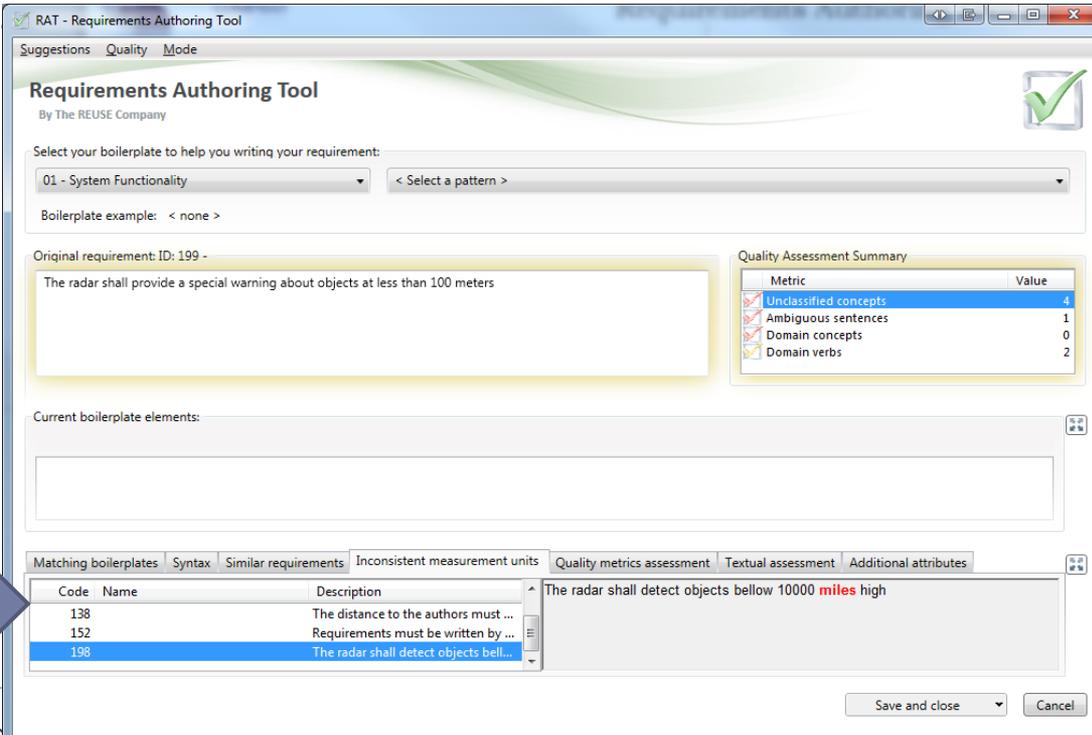 RAT - Requirements Authoring Tool
Suggestions Quality Mode
Requirements Authoring Tool
By The REUSE Company
Select your boilerplate to help you writing your requirement:
01 - System Functionality < Select a pattern >
Boilerplate example: < none >
Original requirement: ID: 199 - Quality Assessment Summary
The radar shall provide a special warning about objects at less than 100 meters
Metric Value
Unclassified concepts 4
Ambiguous sentences 1
Domain concepts 0
Domain verbs 2
Current boilerplate elements:
Matching boilerplates Syntax Similar requirements Inconsistent measurement units Quality metrics assessment Textual assessment Additional attributes
Code Name Description
The radar shall detect objects bellow 10000 miles high
138 The distance to the authors must ...
152 Requirements must be written by ...
198 The radar shall detect objects bell...
Save and close Cancel